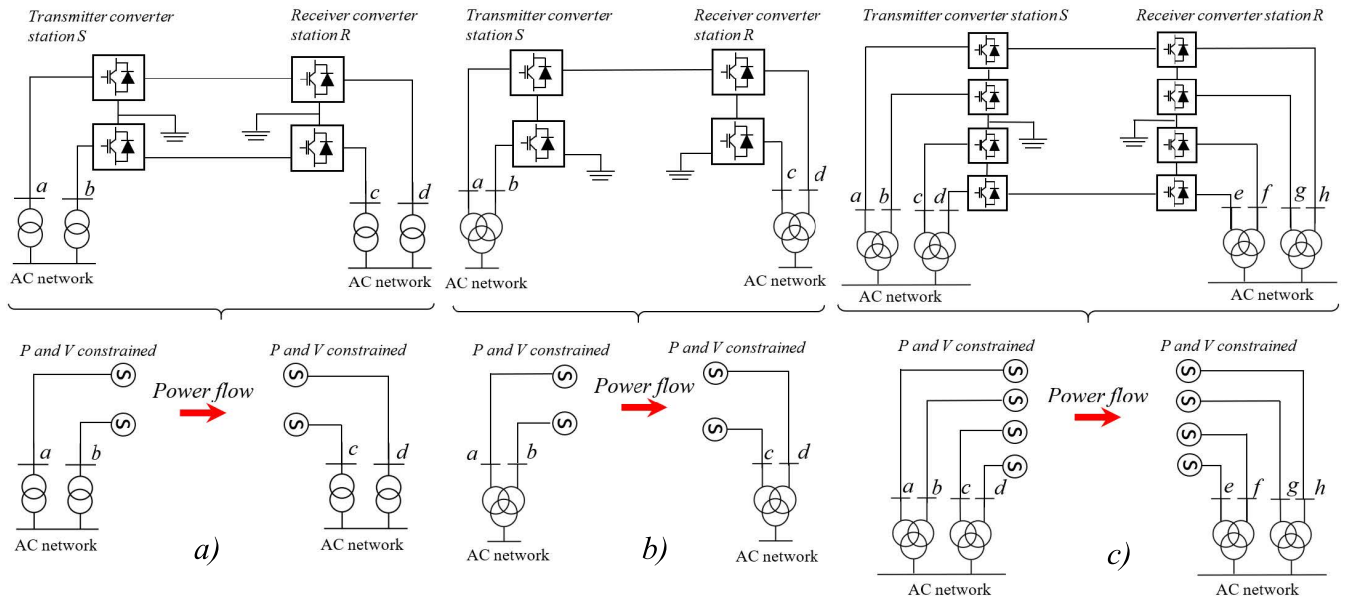 Transmitter converter
station S
Receiver converter
station R
a
b
c
d
AC network
AC network
Transmitter converter
station S
Receiver converter
station R
a
b
c
d
AC network
AC network
Transmitter converter station S
Receiver converter station R
a
b
c
d
e
f
g
h
AC network
AC network
P and V constrained
P and V constrained
Power flow
S
S
S
S
a
b
c
d
AC network
AC network
a)
P and V constrained
P and V constrained
Power flow
S
S
S
S
a
b
c
d
AC network
AC network
b)
P and V constrained
P and V constrained
Power flow
S
S
S
S
S
S
S
S
a
b
c
d
e
f
g
h
AC network
AC network
c)